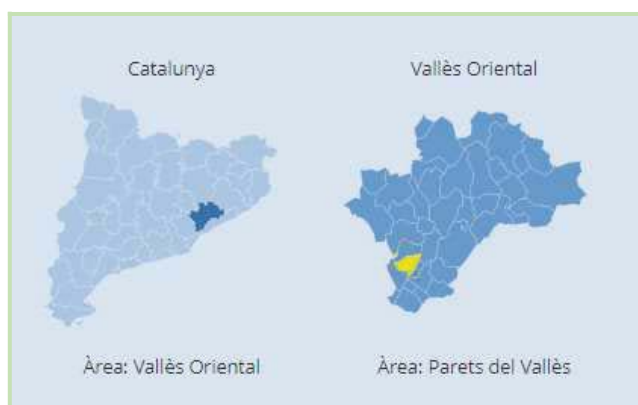 Catalunya
Vallès Oriental
Àrea: Vallès Oriental
Àrea: Parets del Vallès